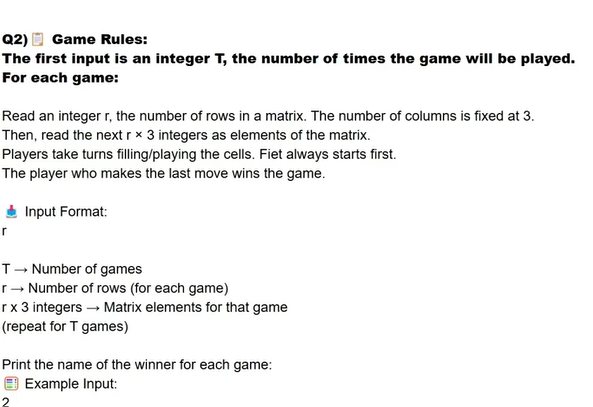 Q2) 📋 Game Rules:
The first input is an integer T, the number of times the game will be played.
For each game:
Read an integer r, the number of rows in a matrix. The number of columns is fixed at 3.
Then, read the next r × 3 integers as elements of the matrix.
Players take turns filling/playing the cells. Fiet always starts first.
The player who makes the last move wins the game.
📥 Input Format:
r
T → Number of games
r → Number of rows (for each game)
r x 3 integers → Matrix elements for that game
(repeat for T games)
Print the name of the winner for each game:
🧾 Example Input:
2